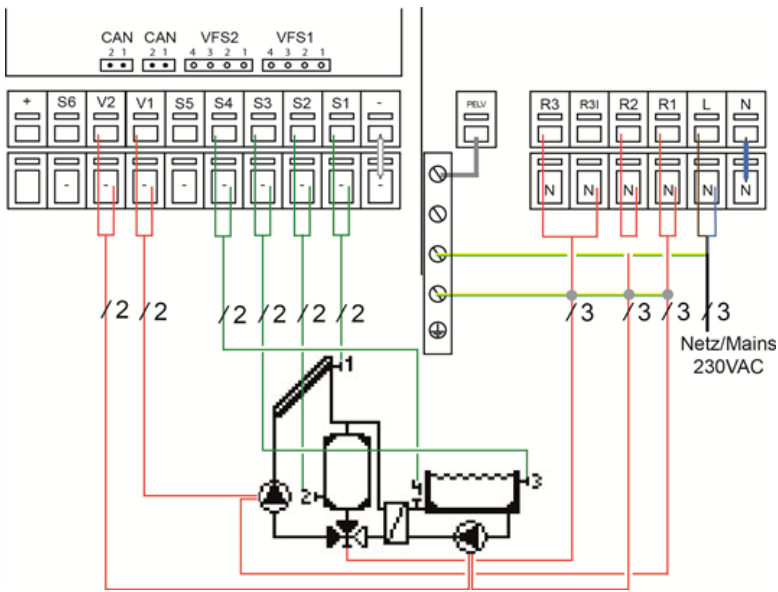 CAN CAN VFS2 VFS1
2 1 2 1 4 3 2 1 4 3 2 1
+ S6 V2 V1 S5 S4 S3 S2 S1 -
PELV
R3 R3I R2 R1 L N
- - - - - - - -
N N N N N
2 2 2 2 2 2
3 3 3 3
Netz/Mains
230VAC
1
2
4
3